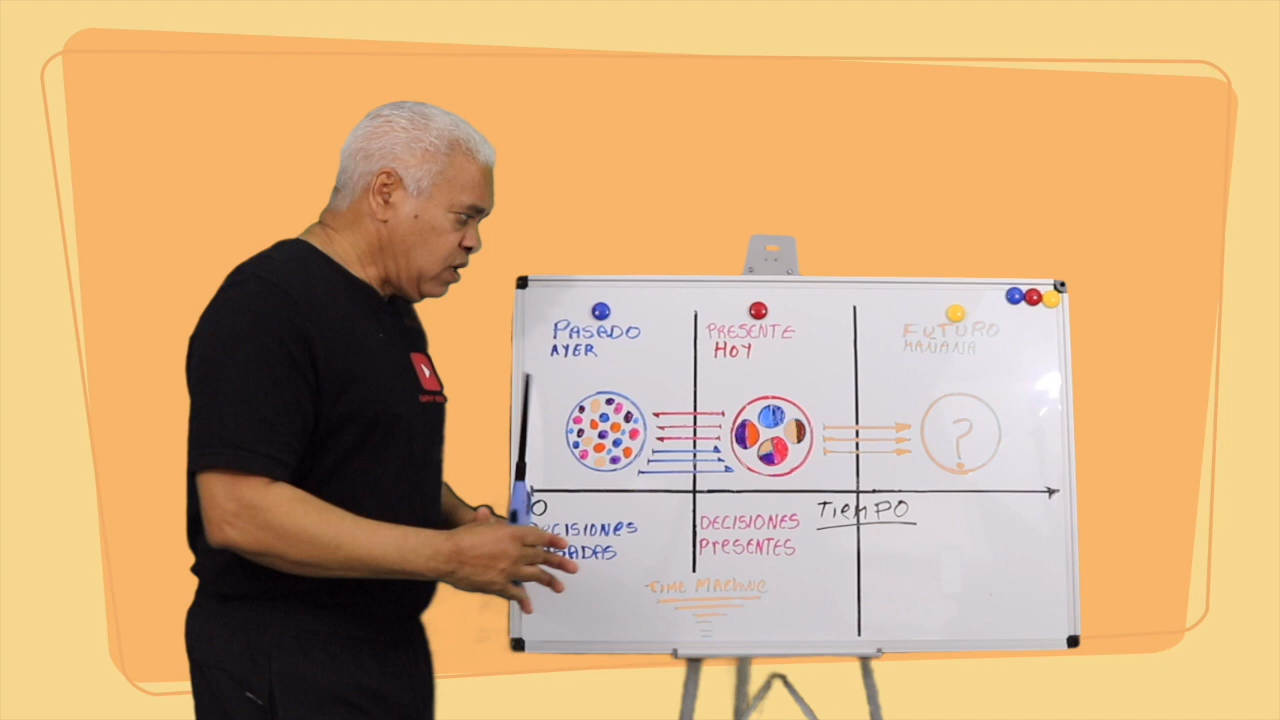 PASADO
AYER
PRESENTE
HOY
FUTURO
MAÑANA
?
O
TIEMPO
DECISIONES
PRESENTES
TIME MACHINE